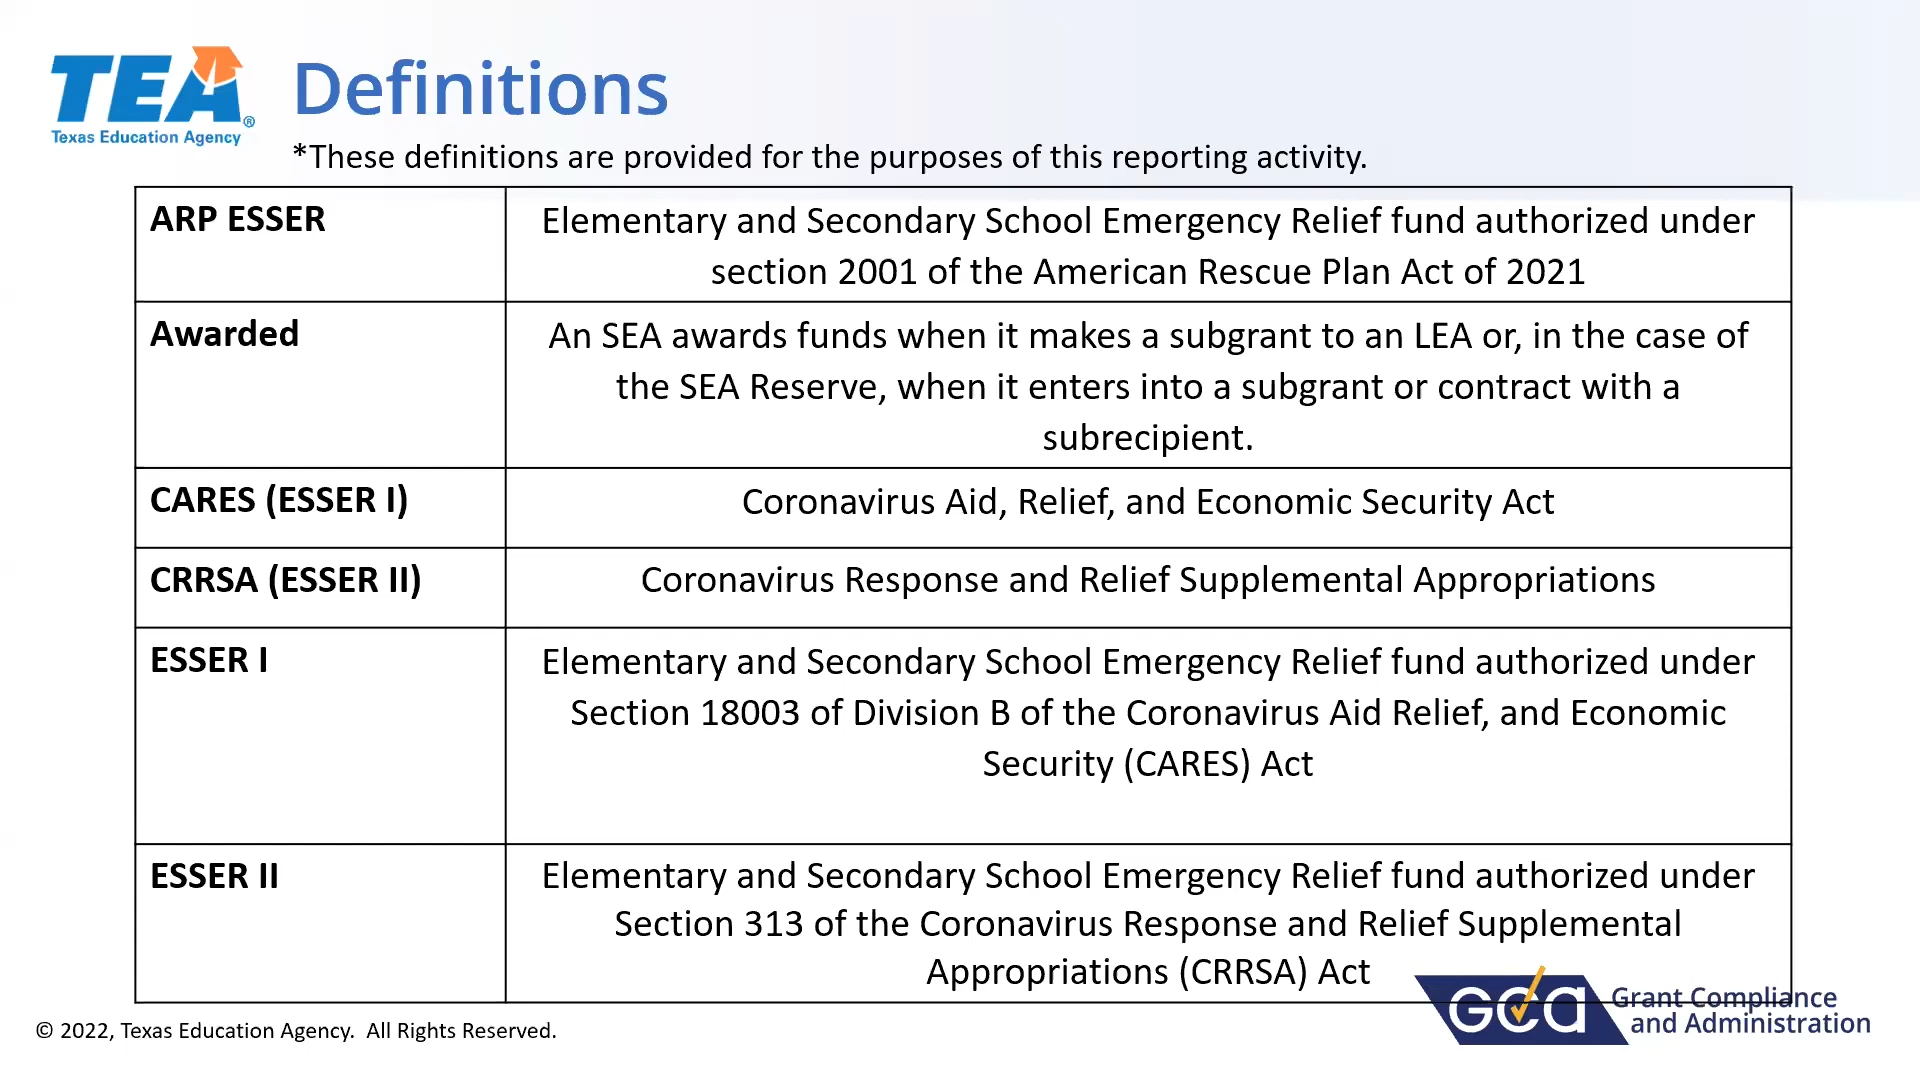 TEA®
Texas Education Agency
Definitions
*These definitions are provided for the purposes of this reporting activity.
ARP ESSER
Elementary and Secondary School Emergency Relief fund authorized under
section 2001 of the American Rescue Plan Act of 2021
Awarded
An SEA awards funds when it makes a subgrant to an LEA or, in the case of
the SEA Reserve, when it enters into a subgrant or contract with a
subrecipient.
CARES (ESSER I)
Coronavirus Aid, Relief, and Economic Security Act
CRRSA (ESSER II)
Coronavirus Response and Relief Supplemental Appropriations
ESSER I
Elementary and Secondary School Emergency Relief fund authorized under
Section 18003 of Division B of the Coronavirus Aid Relief, and Economic
Security (CARES) Act
ESSER II
Elementary and Secondary School Emergency Relief fund authorized under
Section 313 of the Coronavirus Response and Relief Supplemental
Appropriations (CRRSA) Act
gca
Grant Compliance
and Administration
© 2022, Texas Education Agency. All Rights Reserved.